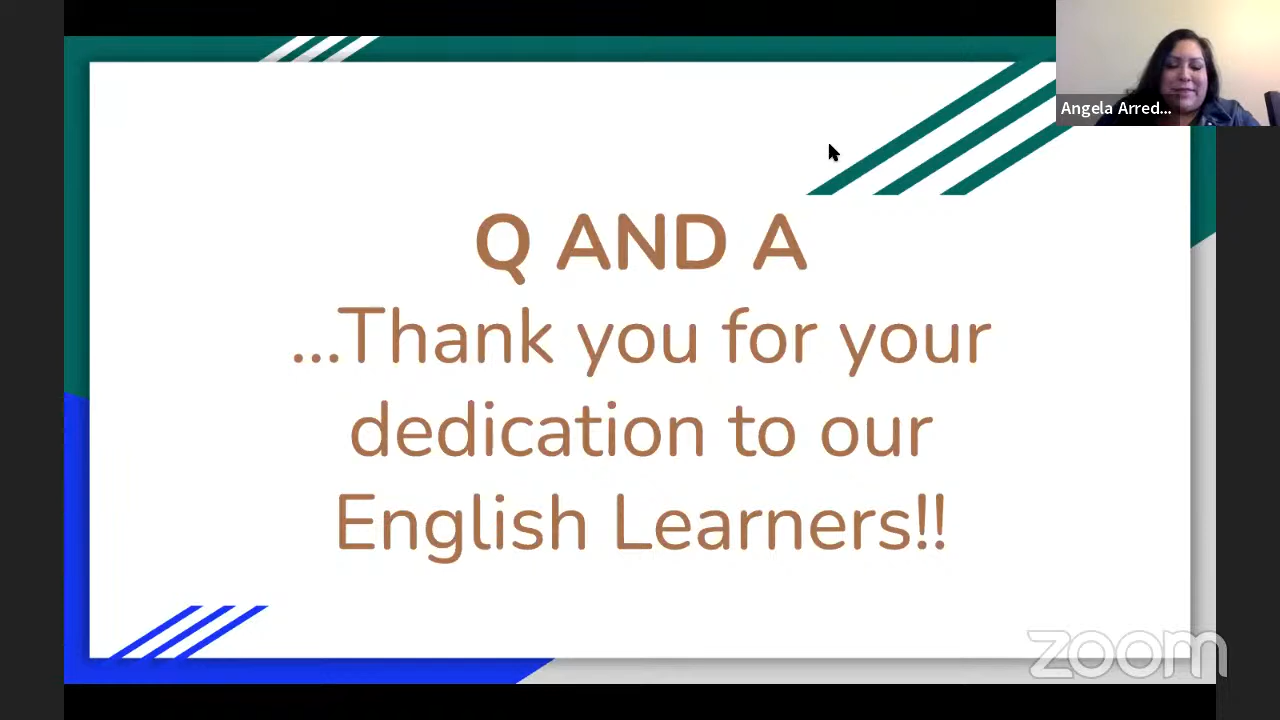 Angela Arred...
Q AND A
...Thank you for your
dedication to our
English Learners!!
zoom